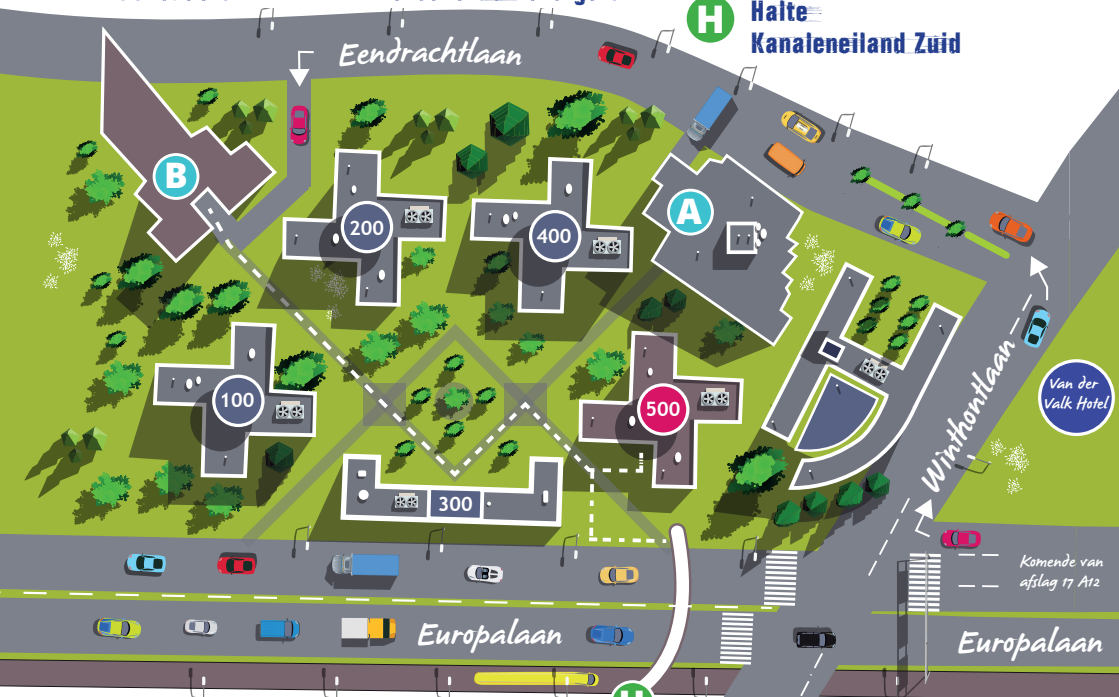 H
Halte
Kanaleneiland Zuid
Eendrachtlaan
B
200
400
A
100
500
300
Winthontlaan
Van der
Valk Hotel
Komende van
afslag 17 A12
Europalaan
Europalaan
H